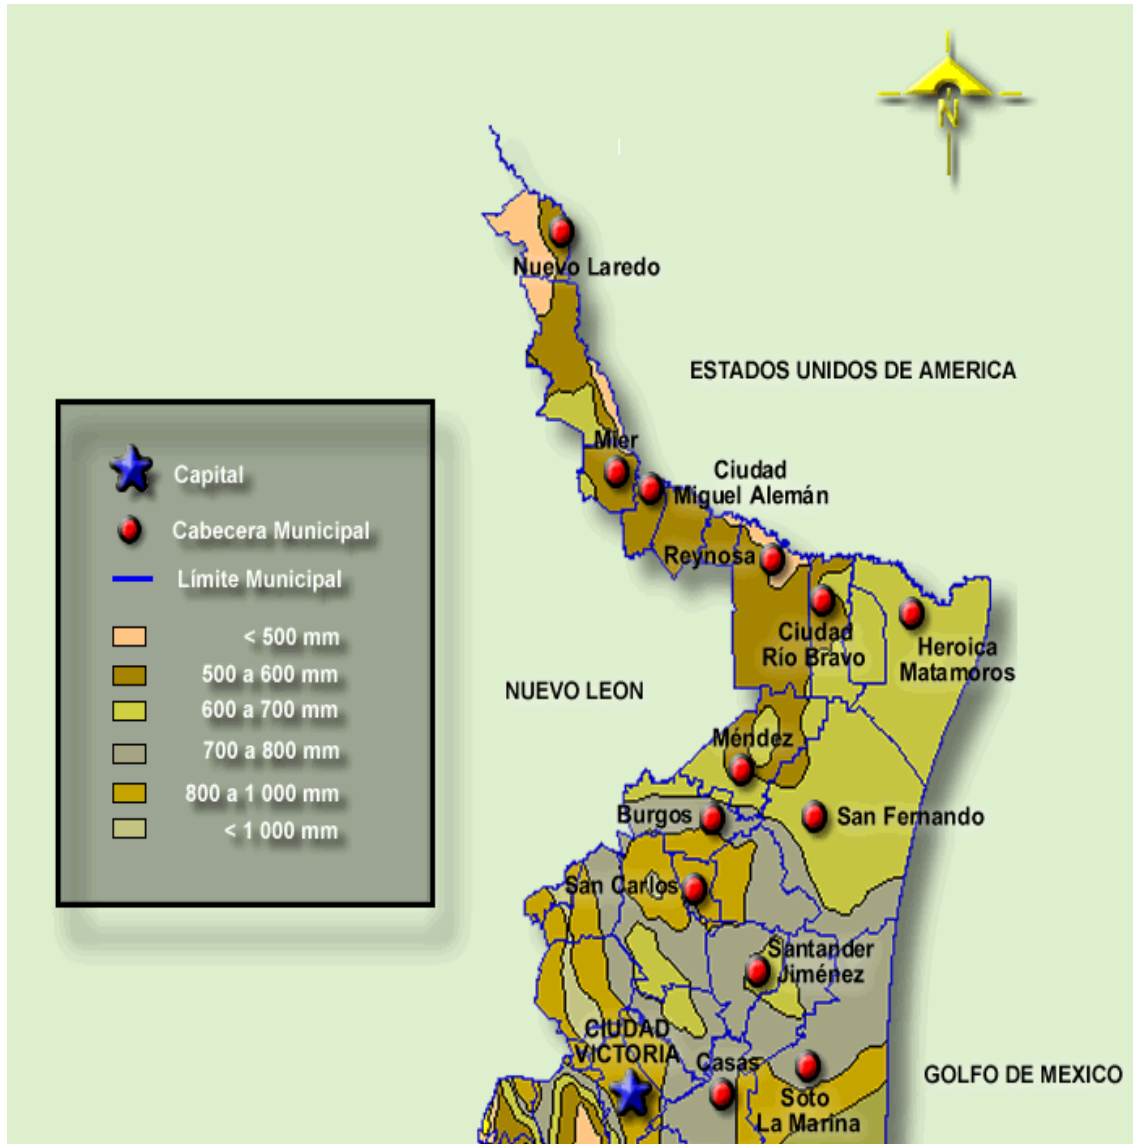 N
Nuevo Laredo
ESTADOS UNIDOS DE AMERICA
Mier
Ciudad
Miguel Alemán
Capital
Cabecera Municipal
Reynosa
Límite Municipal
Ciudad
Río Bravo
Heroica
Matamoros
< 500 mm
500 a 600 mm
NUEVO LEON
600 a 700 mm
700 a 800 mm
Méndez
800 a 1 000 mm
< 1 000 mm
Burgos
San Fernando
San Carlos
Santander
Jiménez
CIUDAD
VICTORIA
Casas
Soto
La Marina
GOLFO DE MEXICO